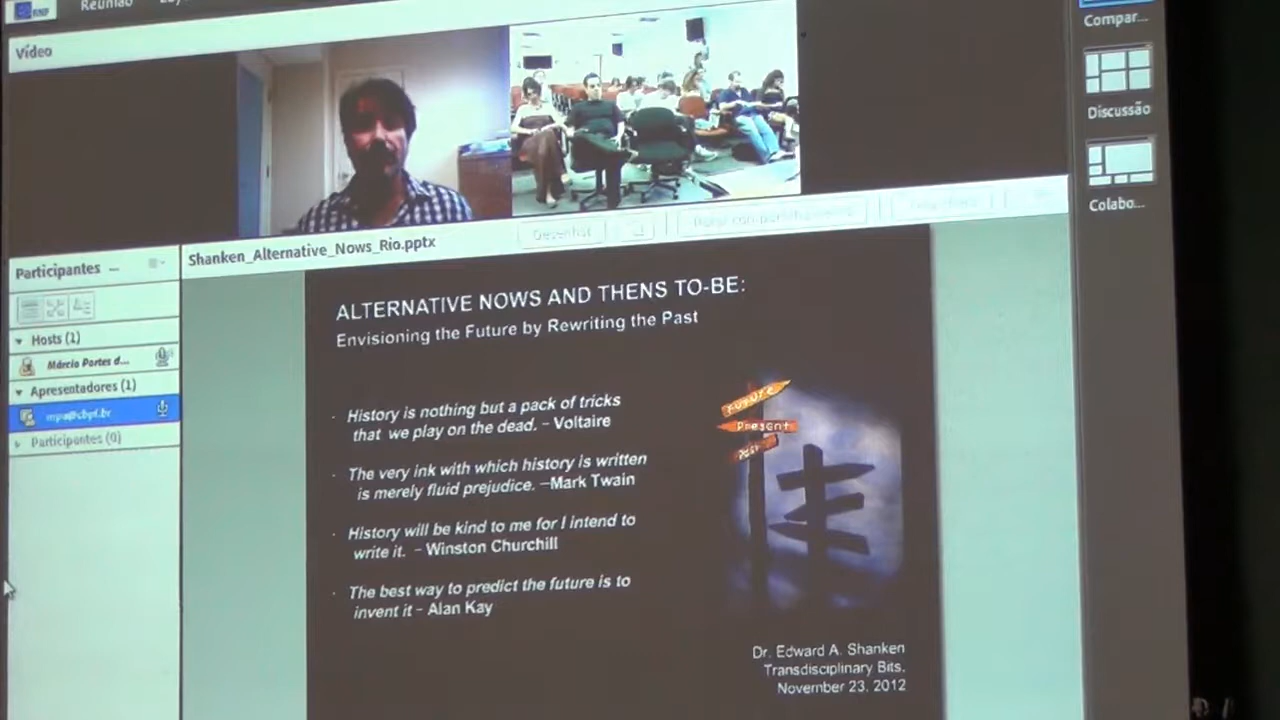 Reunião
Vídeo
Compar...
Discussão
Colabo...
Participantes
Hosts (1)
Márcio Portes d...
Apresentadores (1)
Participantes (0)
Shanken_Alternative_Nows_Rio.pptx
Desenhar
ALTERNATIVE NOWS AND THENS TO-BE:
Envisioning the Future by Rewriting the Past
· History is nothing but a pack of tricks
that we play on the dead. – Voltaire
· The very ink with which history is written
is merely fluid prejudice. –Mark Twain
· History will be kind to me for I intend to
write it. – Winston Churchill
· The best way to predict the future is to
invent it – Alan Kay
FUTURE
Present
Past
Dr. Edward A. Shanken
Transdisciplinary Bits.
November 23, 2012